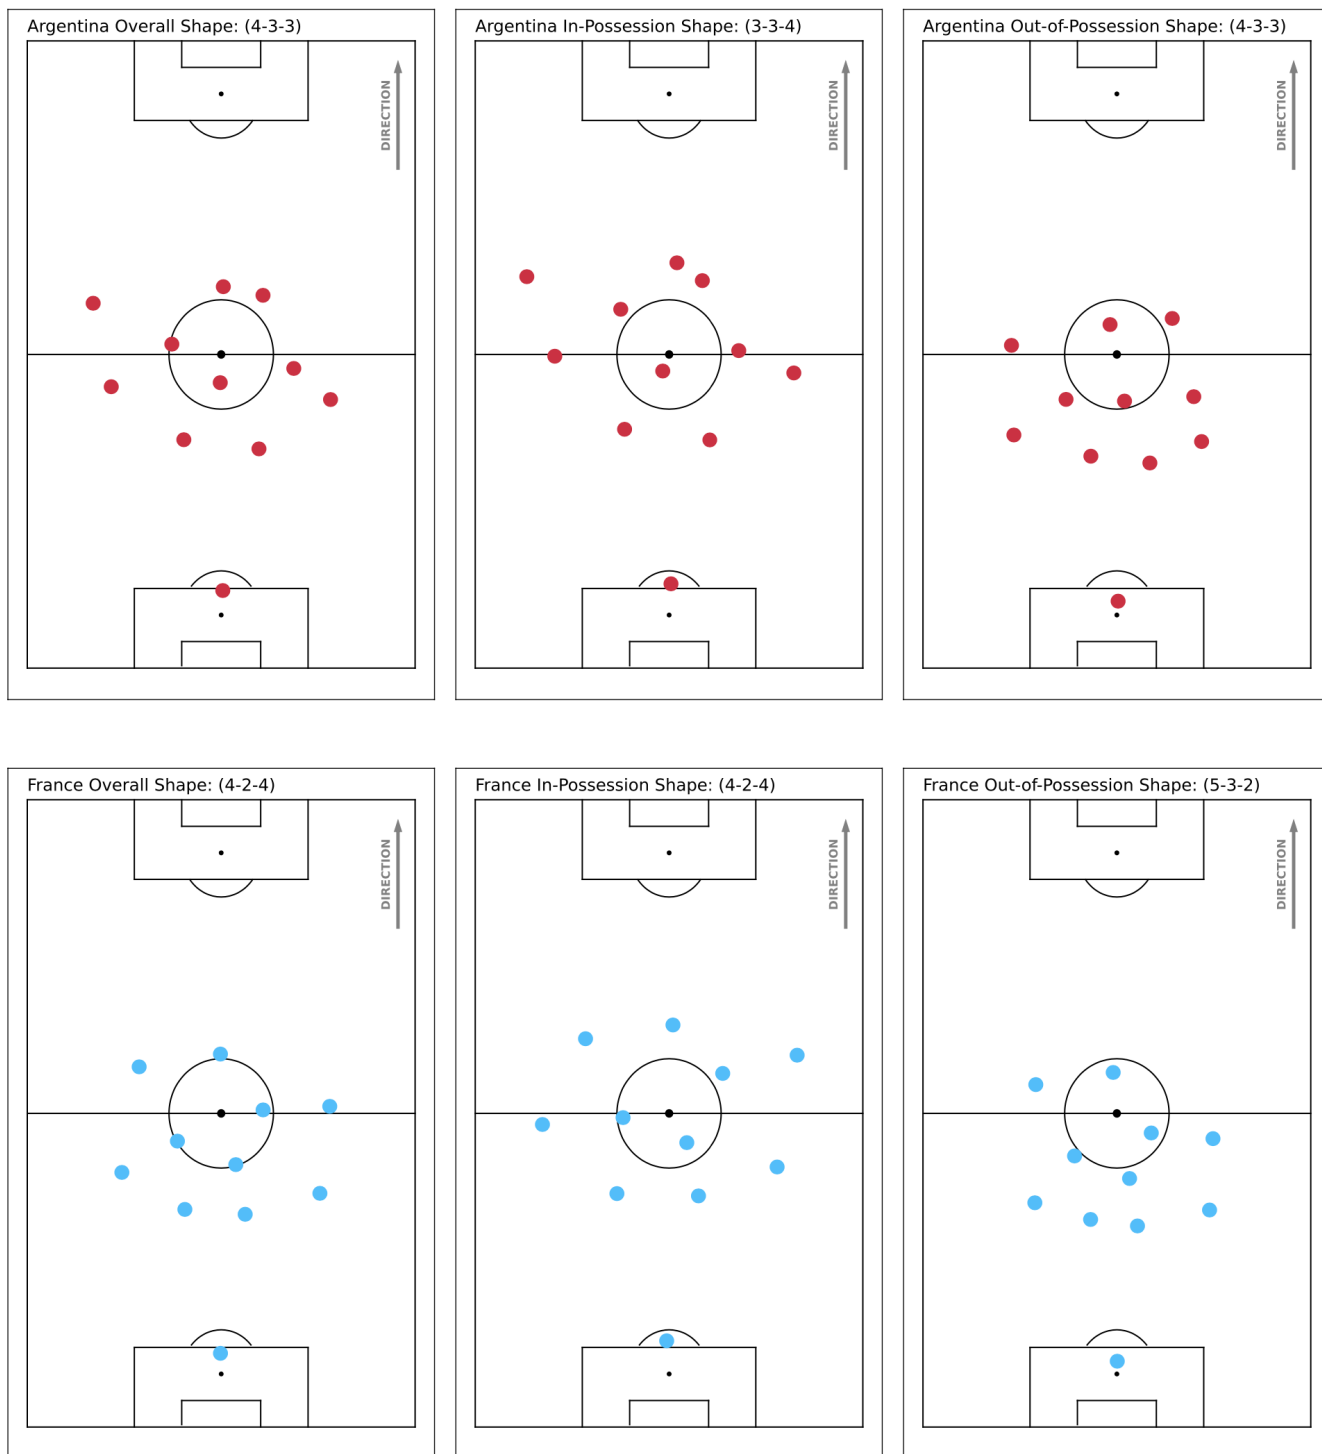 Argentina Overall Shape: (4-3-3)
DIRECTION
Argentina In-Possession Shape: (3-3-4)
DIRECTION
Argentina Out-of-Possession Shape: (4-3-3)
DIRECTION
France Overall Shape: (4-2-4)
DIRECTION
France In-Possession Shape: (4-2-4)
DIRECTION
France Out-of-Possession Shape: (5-3-2)
DIRECTION